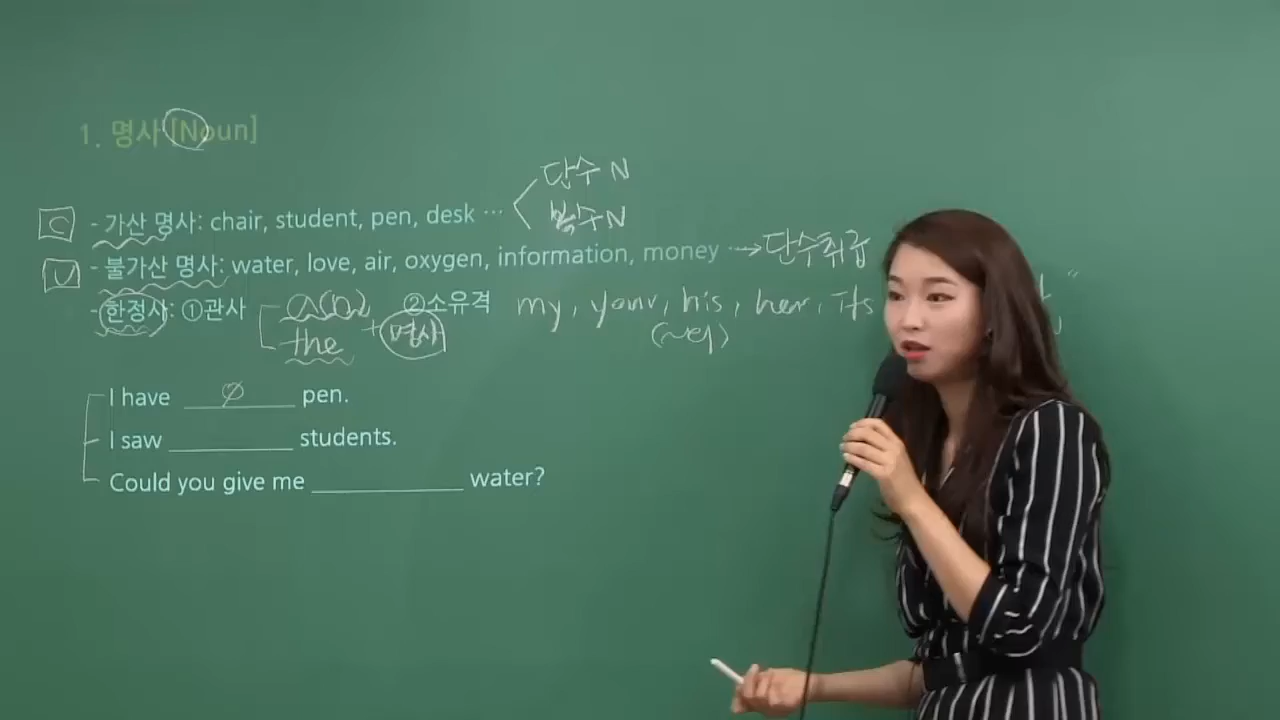 1. 명사 [Noun]
단수 N
C - 가산 명사: chair, student, pen, desk ···
복수 N
U - 불가산 명사: water, love, air, oxygen, information, money ··· → 단수취급
- 한정사: ①관사 a(n) ②소유격 my, your, his, her, its
the + 명사 (~의)
I have ∅ pen.
I saw ________ students.
Could you give me ________ water?